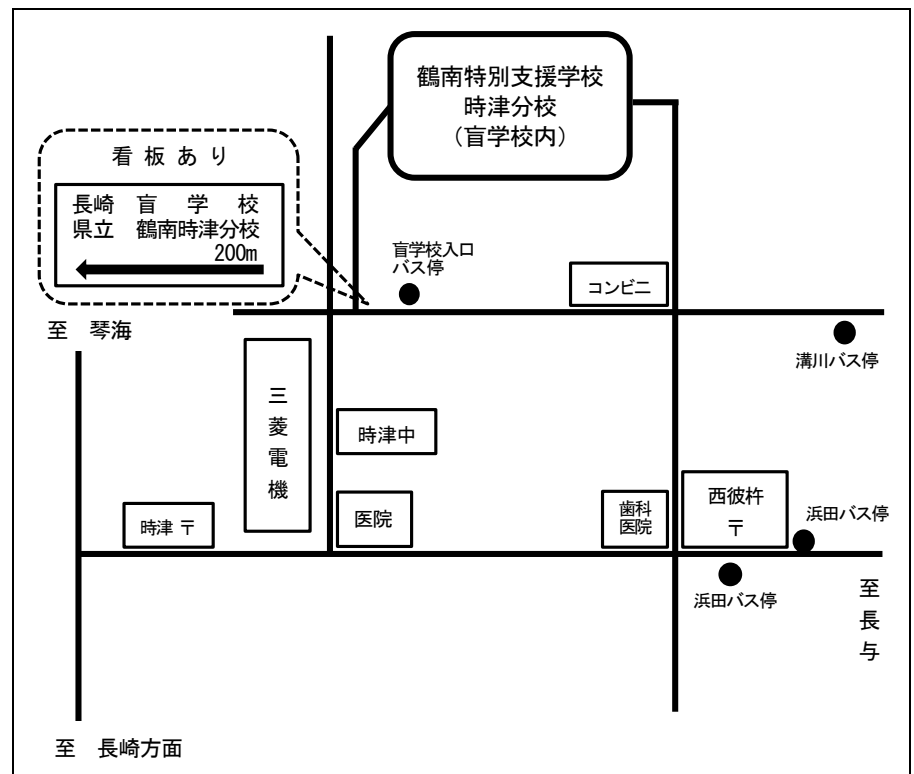 鶴南特別支援学校
時津分校
（盲学校内）
看板あり
長崎 盲学校
県立 鶴南時津分校
200m
盲学校入口
バス停
コンビニ
至 琴海
溝川バス停
三菱電機
時津中
時津 〒
医院
歯科
医院
西彼杵
〒
浜田バス停
浜田バス停
至長与
至 長崎方面